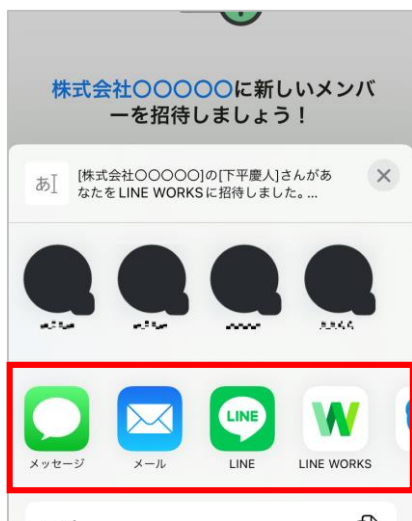 株式会社〇〇〇〇〇に新しいメンバ
ーを招待しましょう！
あ
[株式会社〇〇〇〇〇]の[下平慶人]さんがあ
なたをLINE WORKSに招待しました。...
LINE
メッセージ
メール
LINE
LINE WORKS